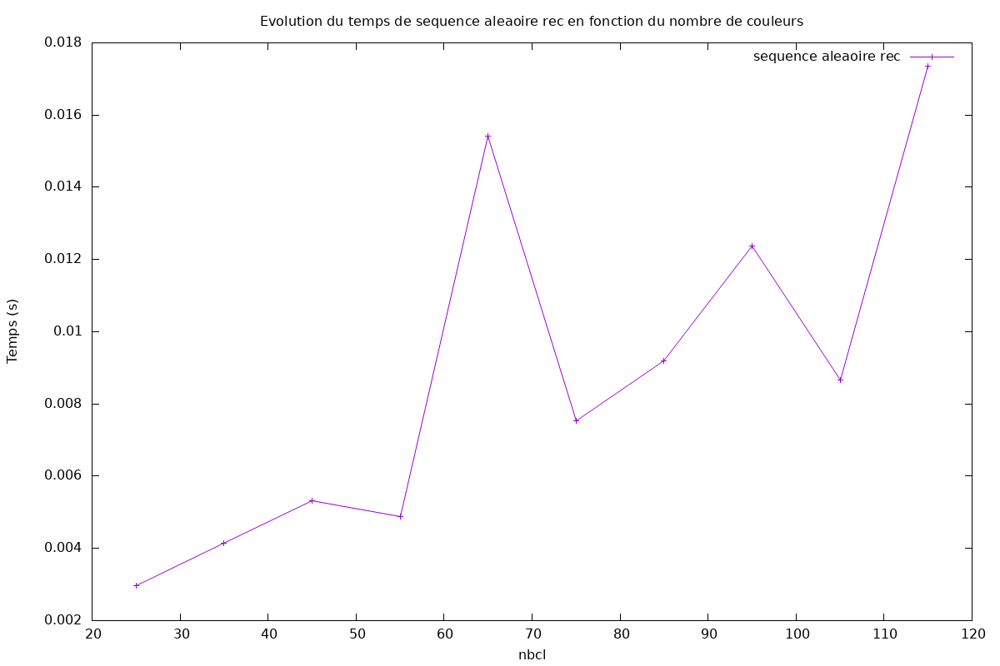 Evolution du temps de sequence aleaoire rec en fonction du nombre de couleurs
sequence aleaoire rec
0.018
0.016
0.014
0.012
0.01
0.008
0.006
0.004
0.002
Temps (s)
20 30 40 50 60 70 80 90 100 110 120
nbcl